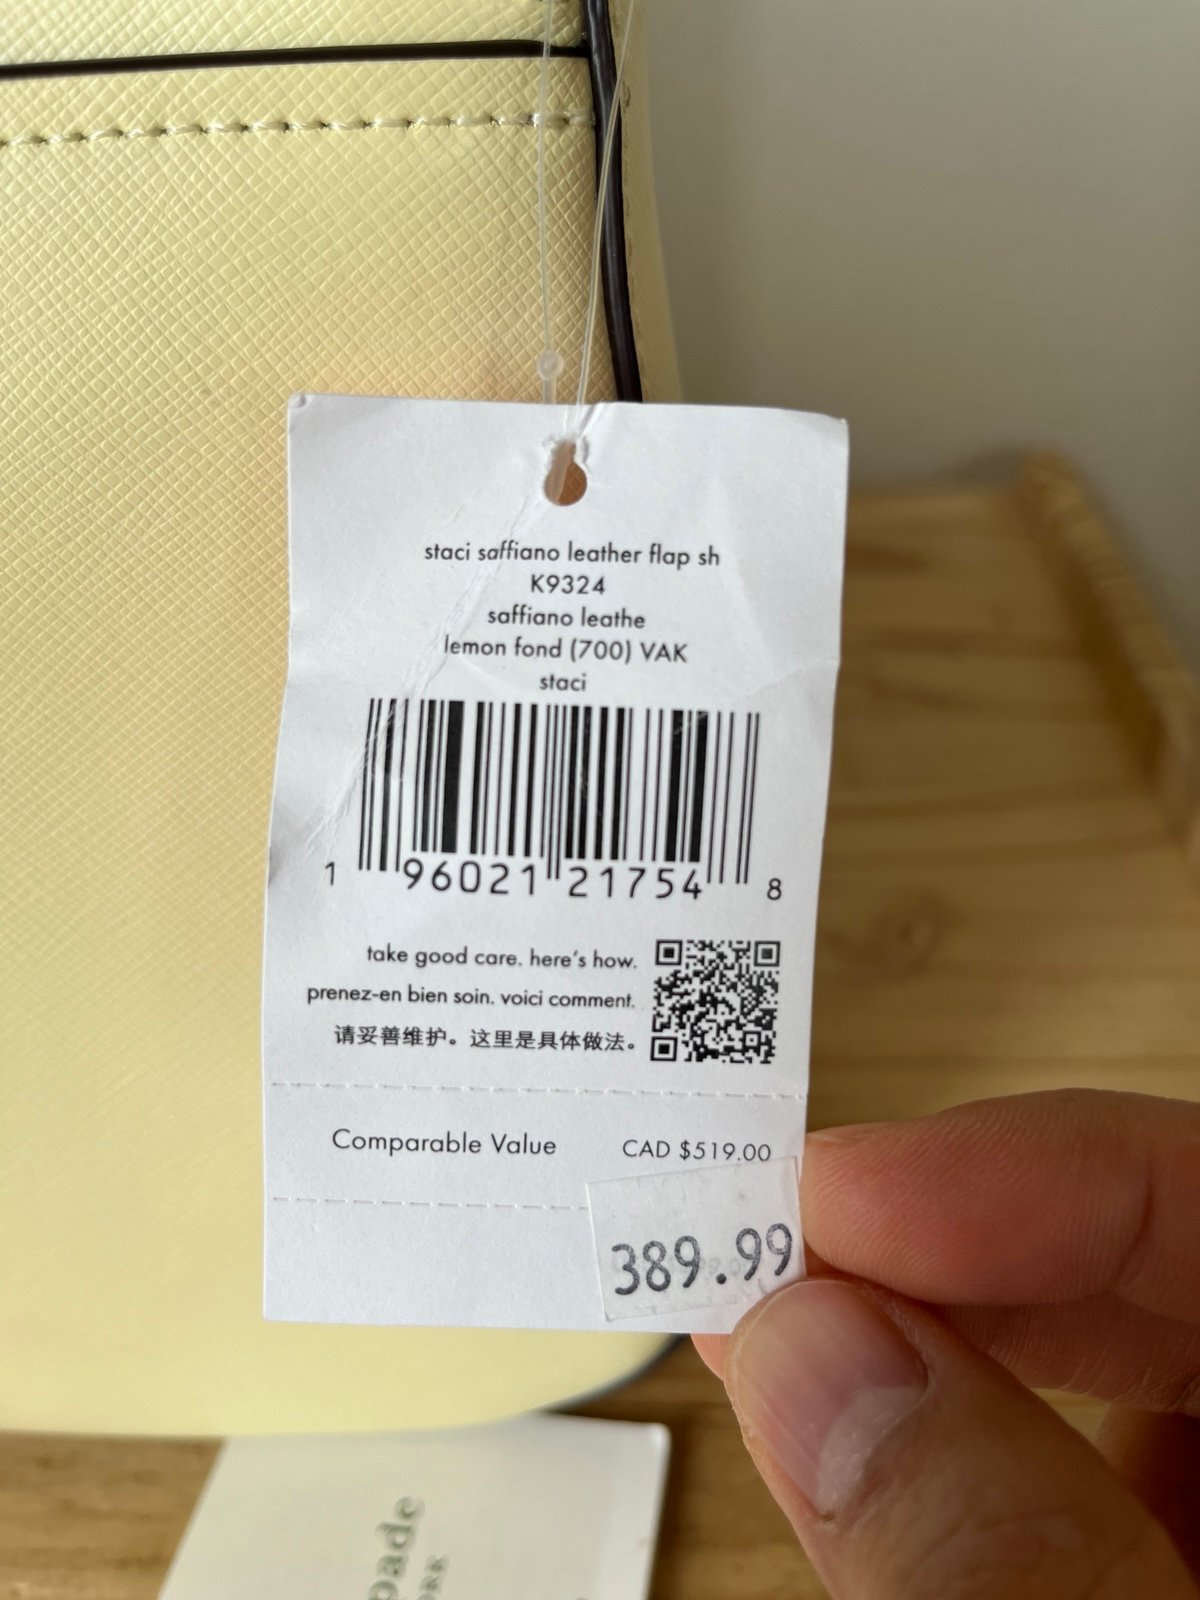 staci saffiano leather flap sh
K9324
saffiano leathe
lemon fond (700) VAK
staci
1 96021 21754 8
take good care. here's how.
prenez-en bien soin. voici comment.
请妥善维护。这里是具体做法。
Comparable Value CAD $519.00
389.99
pade
ORK